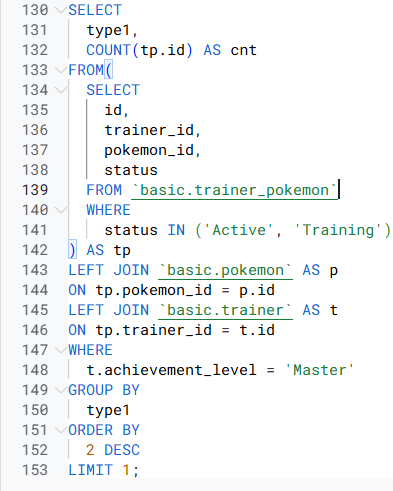 130 SELECT
131 type1,
132 COUNT(tp.id) AS cnt
133 FROM(
134 SELECT
135 id,
136 trainer_id,
137 pokemon_id,
138 status
139 FROM `basic.trainer_pokemon`
140 WHERE
141 status IN ('Active', 'Training')
142 ) AS tp
143 LEFT JOIN `basic.pokemon` AS p
144 ON tp.pokemon_id = p.id
145 LEFT JOIN `basic.trainer` AS t
146 ON tp.trainer_id = t.id
147 WHERE
148 t.achievement_level = 'Master'
149 GROUP BY
150 type1
151 ORDER BY
152 2 DESC
153 LIMIT 1;